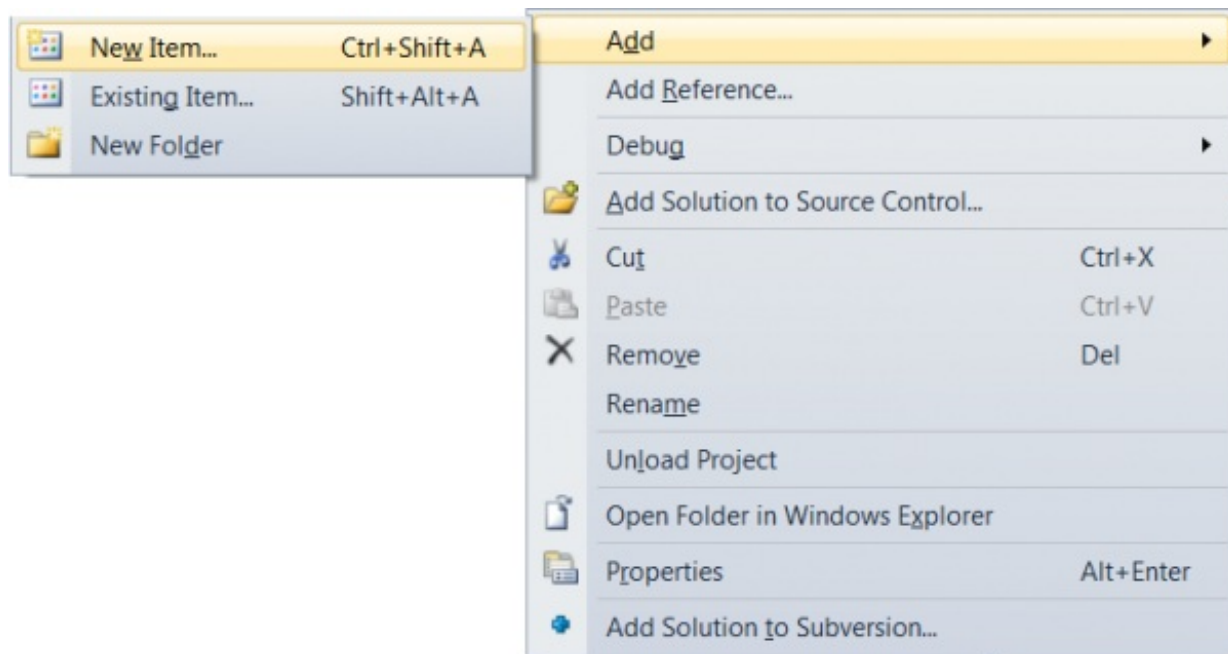 New Item... Ctrl+Shift+A
Existing Item... Shift+Alt+A
New Folder
Add
Add Reference...
Debug
Add Solution to Source Control...
Cut Ctrl+X
Paste Ctrl+V
Remove Del
Rename
Unload Project
Open Folder in Windows Explorer
Properties Alt+Enter
Add Solution to Subversion...